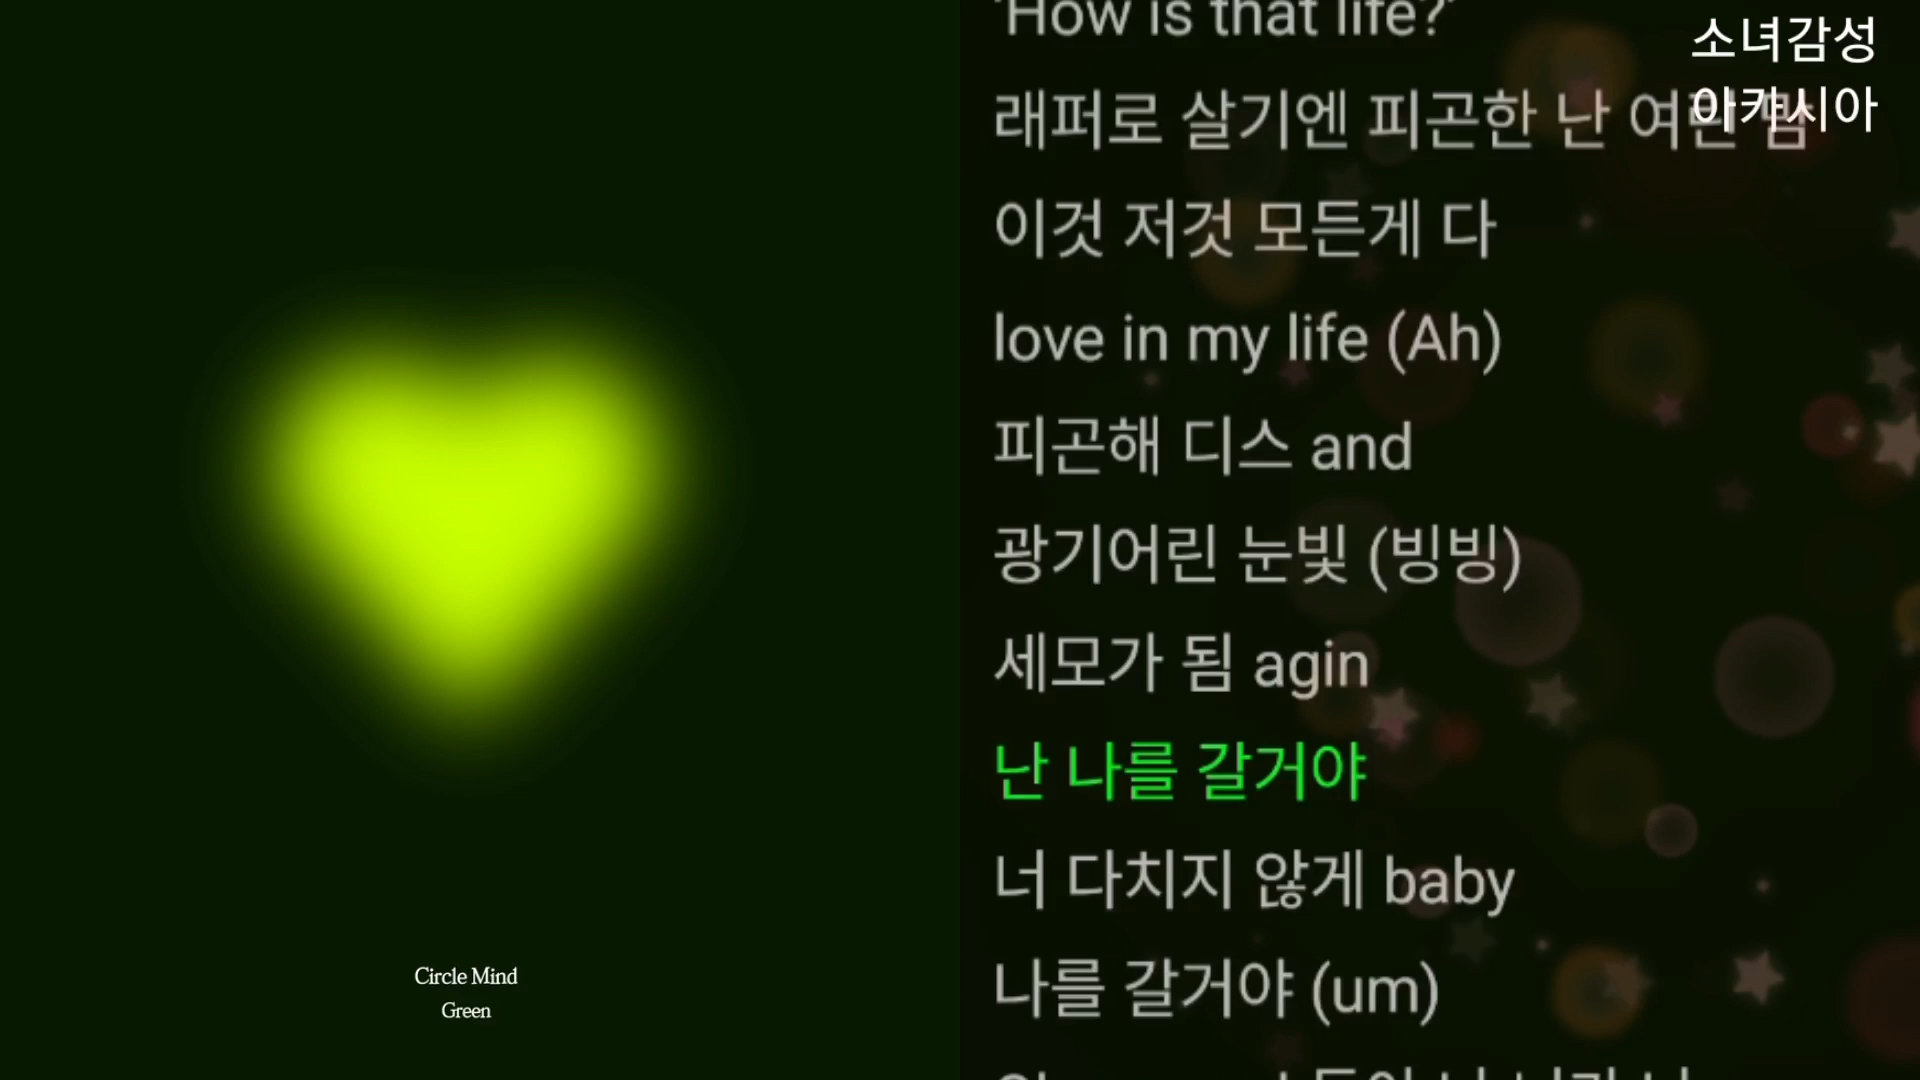 'How is that life?'
소녀감성
아카시아
래퍼로 살기엔 피곤한 난 여린 맘
이것 저것 모든게 다
love in my life (Ah)
피곤해 디스 and
광기어린 눈빛 (빙빙)
세모가 됨 agin
난 나를 갈거야
너 다치지 않게 baby
나를 갈거야 (um)
Circle Mind
Green